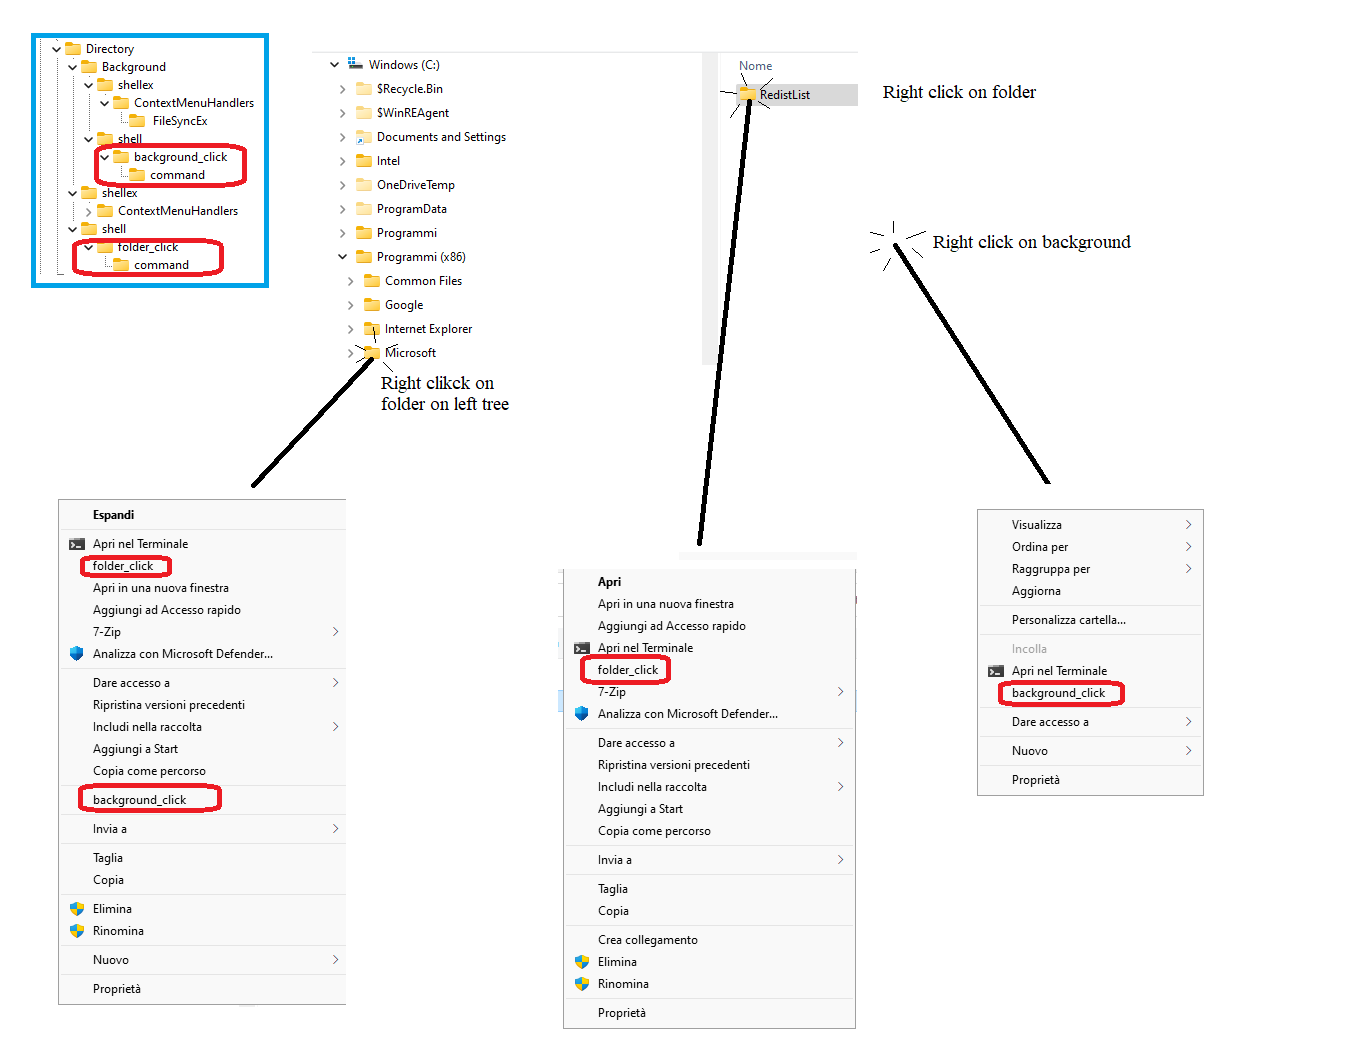 Directory
Background
shellex
ContextMenuHandlers
FileSyncEx
shell
background_click
command
shellex
ContextMenuHandlers
shell
folder_click
command
Windows (C:)
$Recycle.Bin
$WinREAgent
Documents and Settings
Intel
OneDriveTemp
ProgramData
Programmi
Programmi (x86)
Common Files
Google
Internet Explorer
Microsoft
Right clikck on
folder on left tree
Nome
RedistList
Right click on folder
Right click on background
Espandi
Apri nel Terminale
folder_click
Apri in una nuova finestra
Aggiungi ad Accesso rapido
7-Zip
Analizza con Microsoft Defender...
Dare accesso a
Ripristina versioni precedenti
Includi nella raccolta
Aggiungi a Start
Copia come percorso
background_click
Invia a
Taglia
Copia
Elimina
Rinomina
Nuovo
Proprietà
Apri
Apri in una nuova finestra
Aggiungi ad Accesso rapido
Apri nel Terminale
folder_click
7-Zip
Analizza con Microsoft Defender...
Dare accesso a
Ripristina versioni precedenti
Includi nella raccolta
Aggiungi a Start
Copia come percorso
Invia a
Taglia
Copia
Crea collegamento
Elimina
Rinomina
Proprietà
Visualizza
Ordina per
Raggruppa per
Aggiorna
Personalizza cartella...
Incolla
Apri nel Terminale
background_click
Dare accesso a
Nuovo
Proprietà